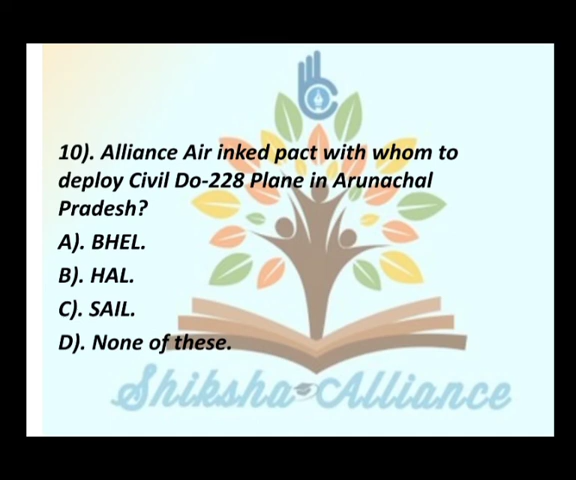 10). Alliance Air inked pact with whom to
deploy Civil Do-228 Plane in Arunachal
Pradesh?
A). BHEL.
B). HAL.
C). SAIL.
D). None of these.
Shiksha Alliance